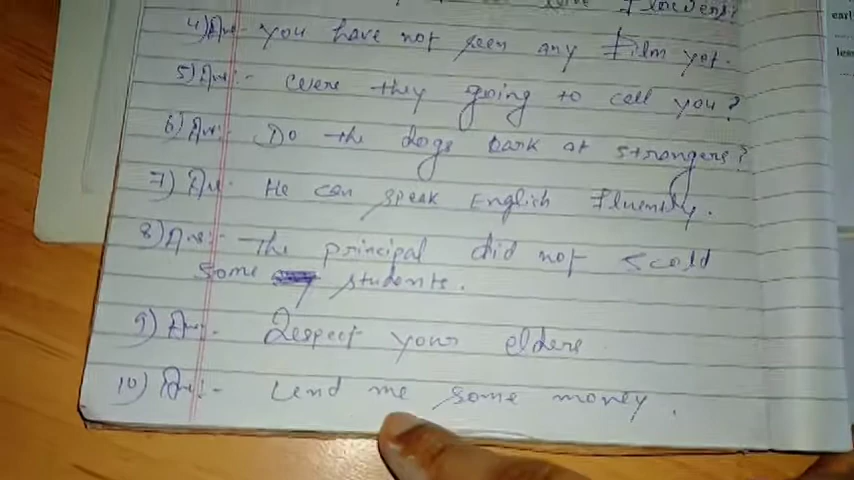 4) Ans:- You have not seen any Film yet.
5) Ans:- Were they going to call you?
6) Ans:- Do the dogs bark at strangers?
7) Ans:- He can speak English Fluently.
8) Ans:- The principal did not scold
some students.
9) Ans:- Respect your elders
10) Ans:- Lend me some money.